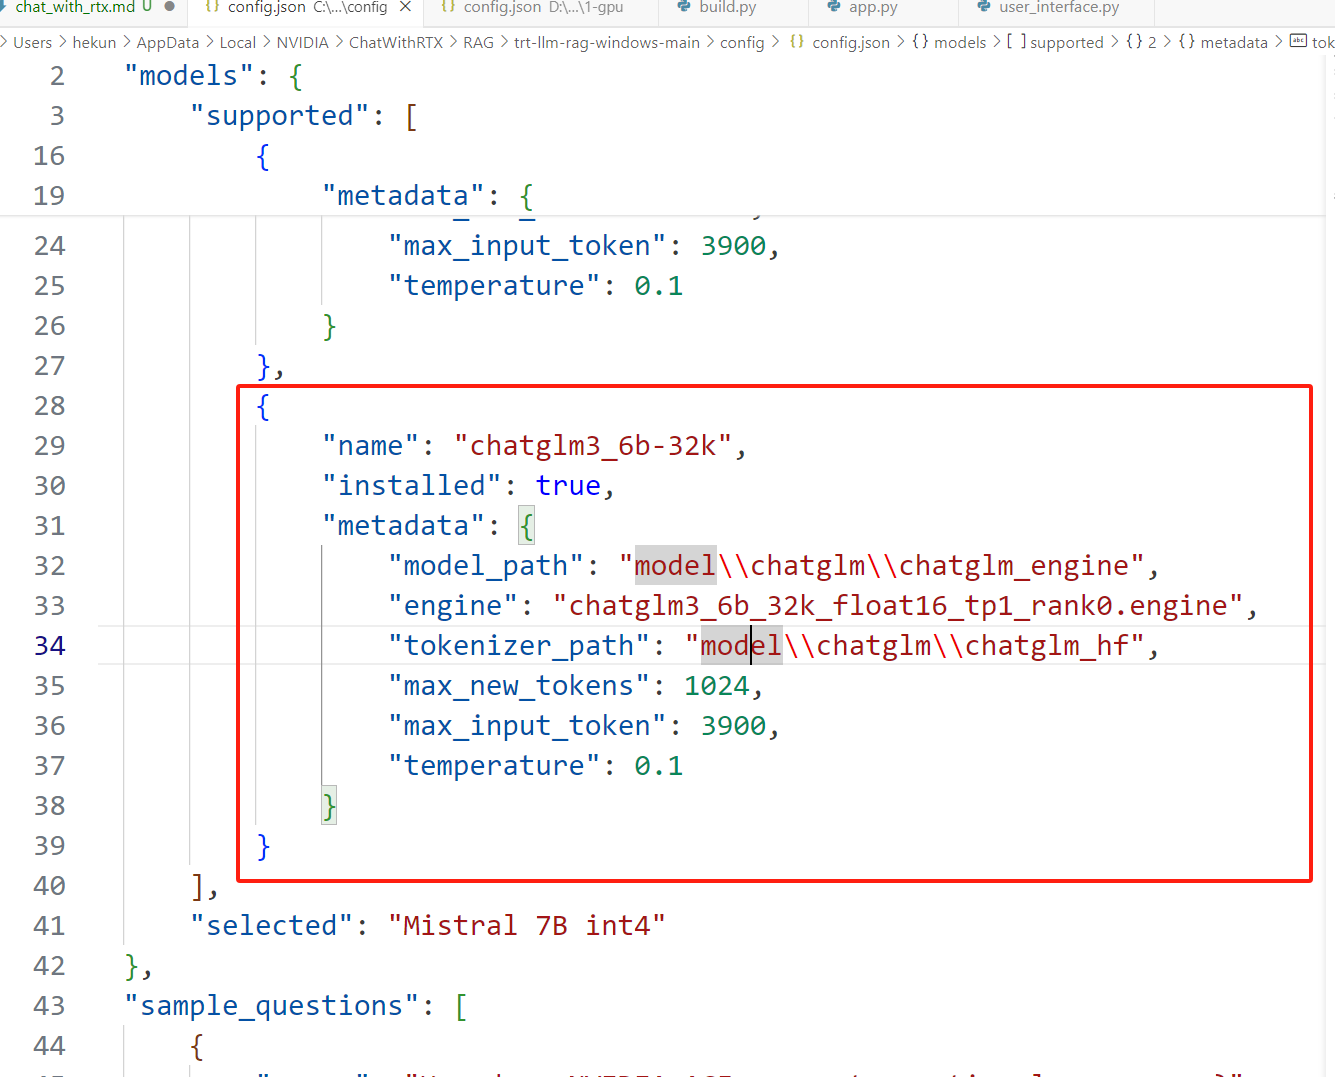 chat_with_rtx.md U ● {} config.json C:\...\config × {} config.json D:\...\1-gpu build.py app.py user_interface.py
> Users > hekun > AppData > Local > NVIDIA > ChatWithRTX > RAG > trt-llm-rag-windows-main > config > {} config.json > {} models > [ ] supported > {} 2 > {} metadata > abc tok
2 "models": {
3 "supported": [
16 {
19 "metadata": {
24 "max_input_token": 3900,
25 "temperature": 0.1
26 }
27 },
28 {
29 "name": "chatglm3_6b-32k",
30 "installed": true,
31 "metadata": {
32 "model_path": "model\\chatglm\\chatglm_engine",
33 "engine": "chatglm3_6b_32k_float16_tp1_rank0.engine",
34 "tokenizer_path": "model\\chatglm\\chatglm_hf",
35 "max_new_tokens": 1024,
36 "max_input_token": 3900,
37 "temperature": 0.1
38 }
39 }
40 ],
41 "selected": "Mistral 7B int4"
42 },
43 "sample_questions": [
44 {